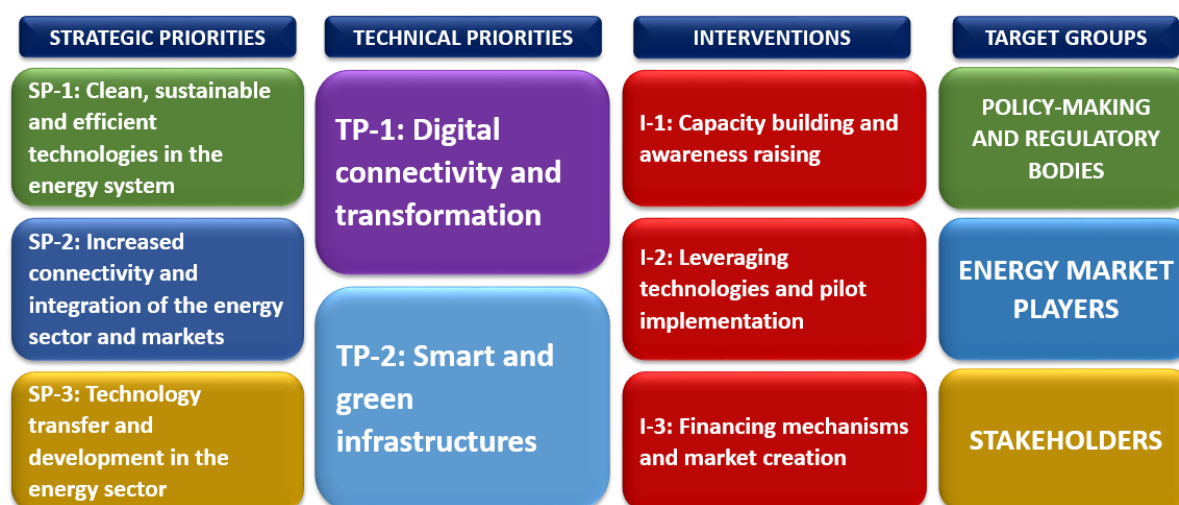 STRATEGIC PRIORITIES
TECHNICAL PRIORITIES
INTERVENTIONS
TARGET GROUPS
SP-1: Clean, sustainable
and efficient
technologies in the
energy system
SP-2: Increased
connectivity and
integration of the energy
sector and markets
SP-3: Technology
transfer and
development in the
energy sector
TP-1: Digital
connectivity and
transformation
TP-2: Smart and
green
infrastructures
I-1: Capacity building and
awareness raising
I-2: Leveraging
technologies and pilot
implementation
I-3: Financing mechanisms
and market creation
POLICY-MAKING
AND REGULATORY
BODIES
ENERGY MARKET
PLAYERS
STAKEHOLDERS